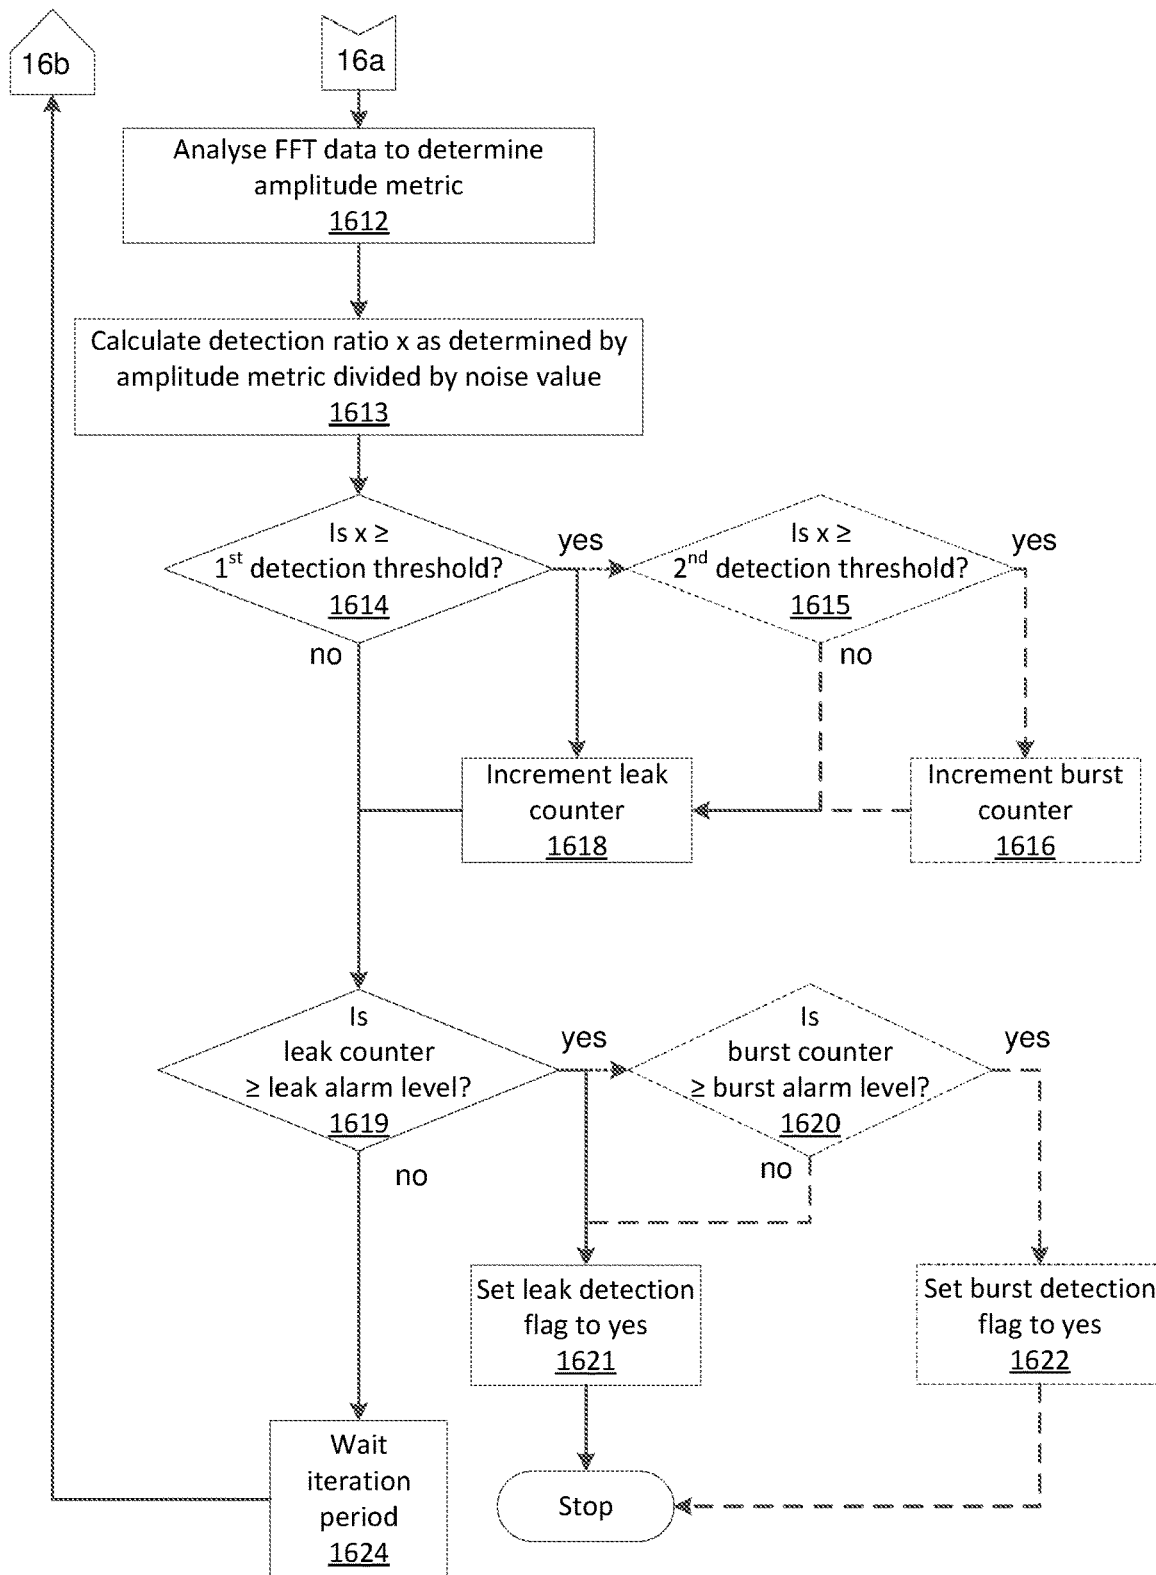 16b
16a
Analyse FFT data to determine
amplitude metric
1612
Calculate detection ratio x as determined by
amplitude metric divided by noise value
1613
Is x ≥
1st detection threshold?
1614
yes
no
Is x ≥
2nd detection threshold?
1615
yes
no
Increment leak
counter
1618
Increment burst
counter
1616
Is
leak counter
≥ leak alarm level?
1619
yes
no
Is
burst counter
≥ burst alarm level?
1620
yes
no
Set leak detection
flag to yes
1621
Set burst detection
flag to yes
1622
Wait
iteration
period
1624
Stop